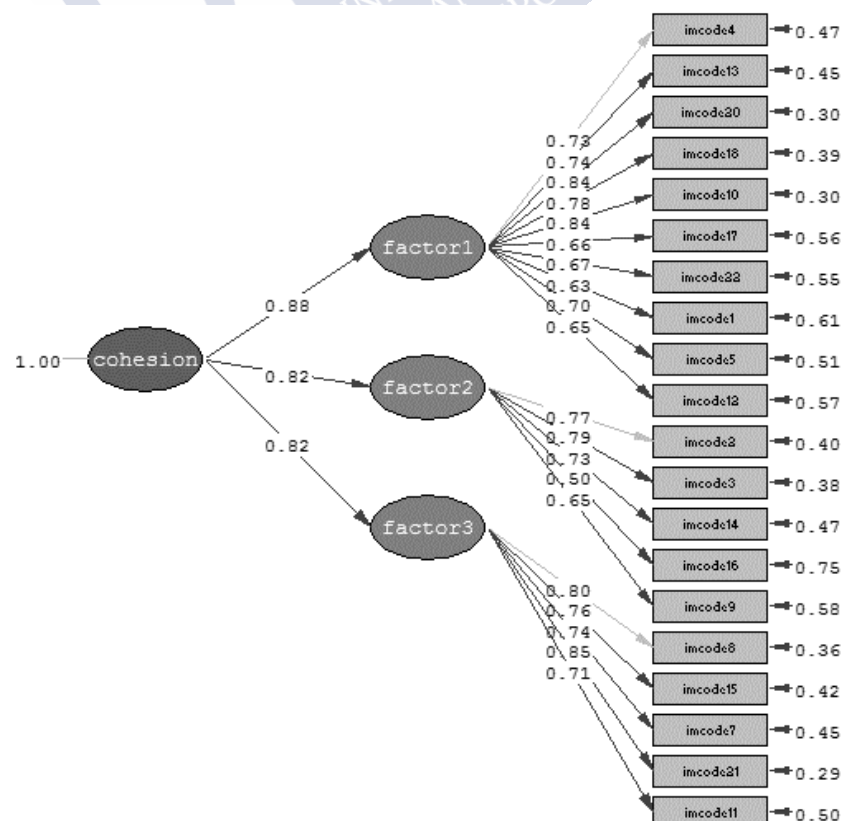 imcode4
0.47
imcode13
0.45
imcode20
0.30
imcode18
0.39
imcode10
0.30
imcode17
0.56
imcode22
0.55
imcode1
0.61
imcode5
0.51
imcode12
0.57
imcode2
0.40
imcode3
0.38
imcode14
0.47
imcode16
0.75
imcode9
0.58
imcode8
0.36
imcode15
0.42
imcode7
0.45
imcode21
0.29
imcode11
0.50
0.73
0.74
0.84
0.78
0.84
0.66
0.67
0.63
0.70
0.65
factor1
0.88
1.00
cohesion
0.82
factor2
0.77
0.79
0.73
0.50
0.65
0.82
factor3
0.80
0.76
0.74
0.85
0.71